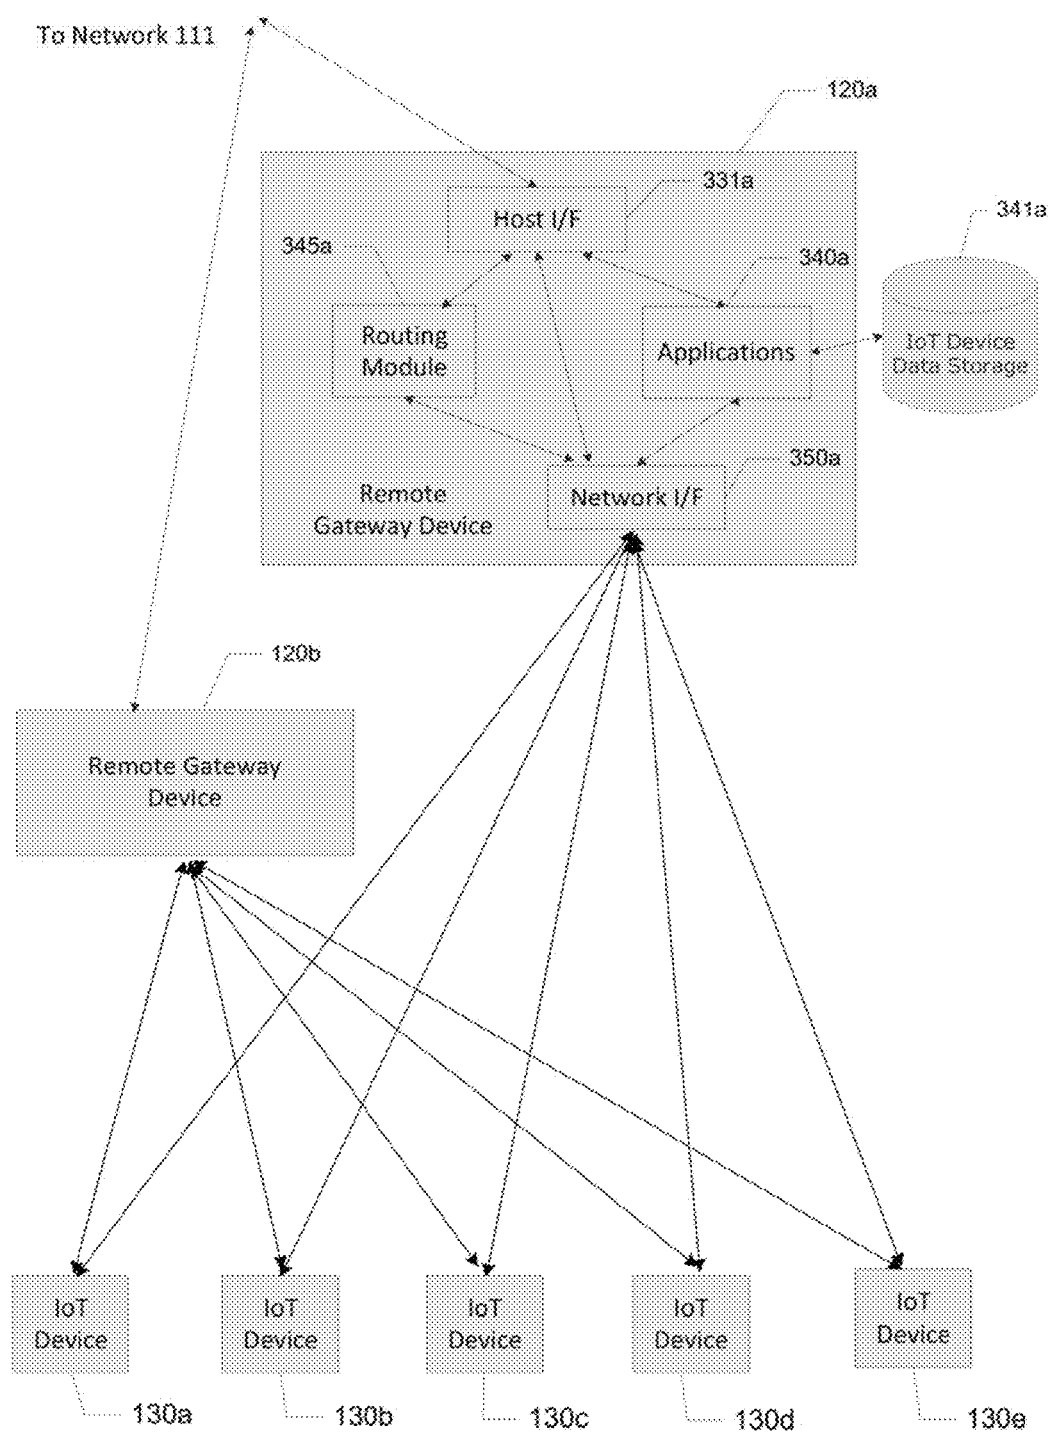 To Network 111
120a
331a
Host I/F
341a
345a
340a
Routing
Module
Applications
IoT Device
Data Storage
350a
Remote
Gateway Device
Network I/F
120b
Remote Gateway
Device
IoT
Device
IoT
Device
IoT
Device
IoT
Device
IoT
Device
130a
130b
130c
130d
130e